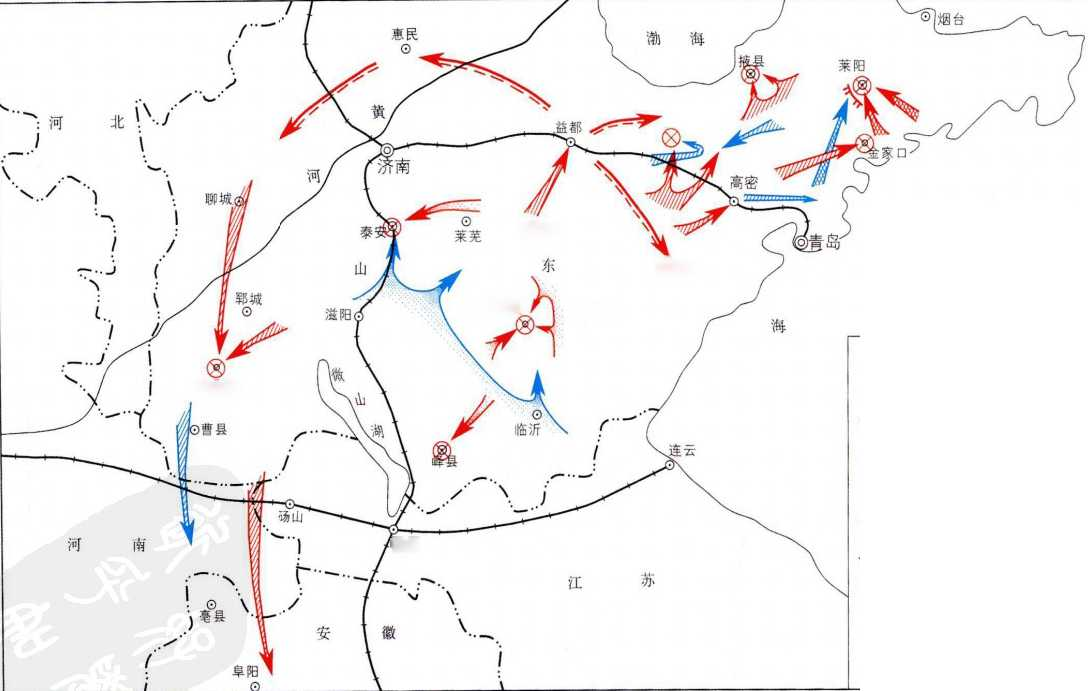 烟台
惠民
渤海
掖县
莱阳
河北
黄
益都
金家口
济南
河
高密
聊城
泰安
莱芜
青岛
山
东
郓城
滋阳
海
微
山
湖
曹县
临沂
峄县
连云
砀山
河南
江苏
亳县
安徽
阜阳